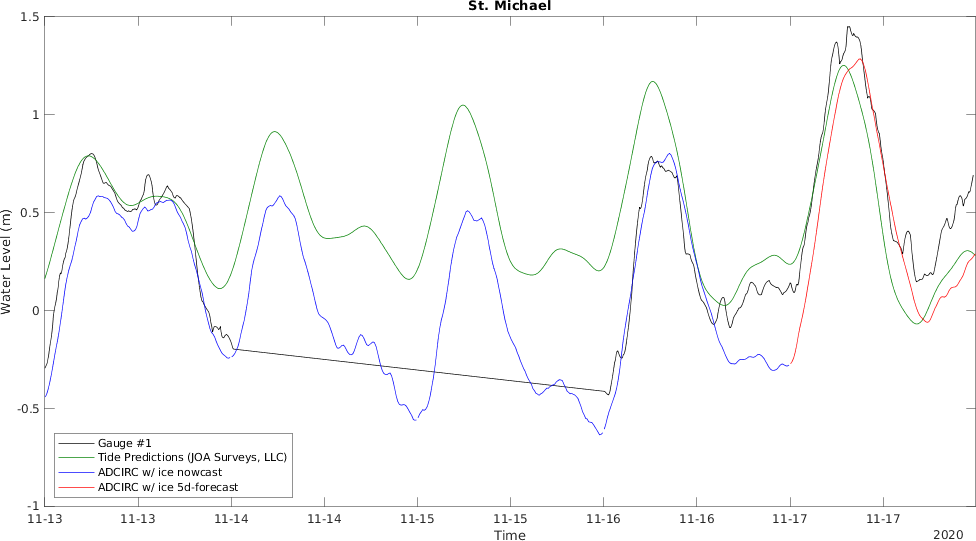 St. Michael
Water Level (m)
1.5
1
0.5
0
-0.5
-1
Gauge #1
Tide Predictions (JOA Surveys, LLC)
ADCIRC w/ ice nowcast
ADCIRC w/ ice 5d-forecast
11-13 11-13 11-14 11-14 11-15 11-15 11-16 11-16 11-17 11-17
Time
2020